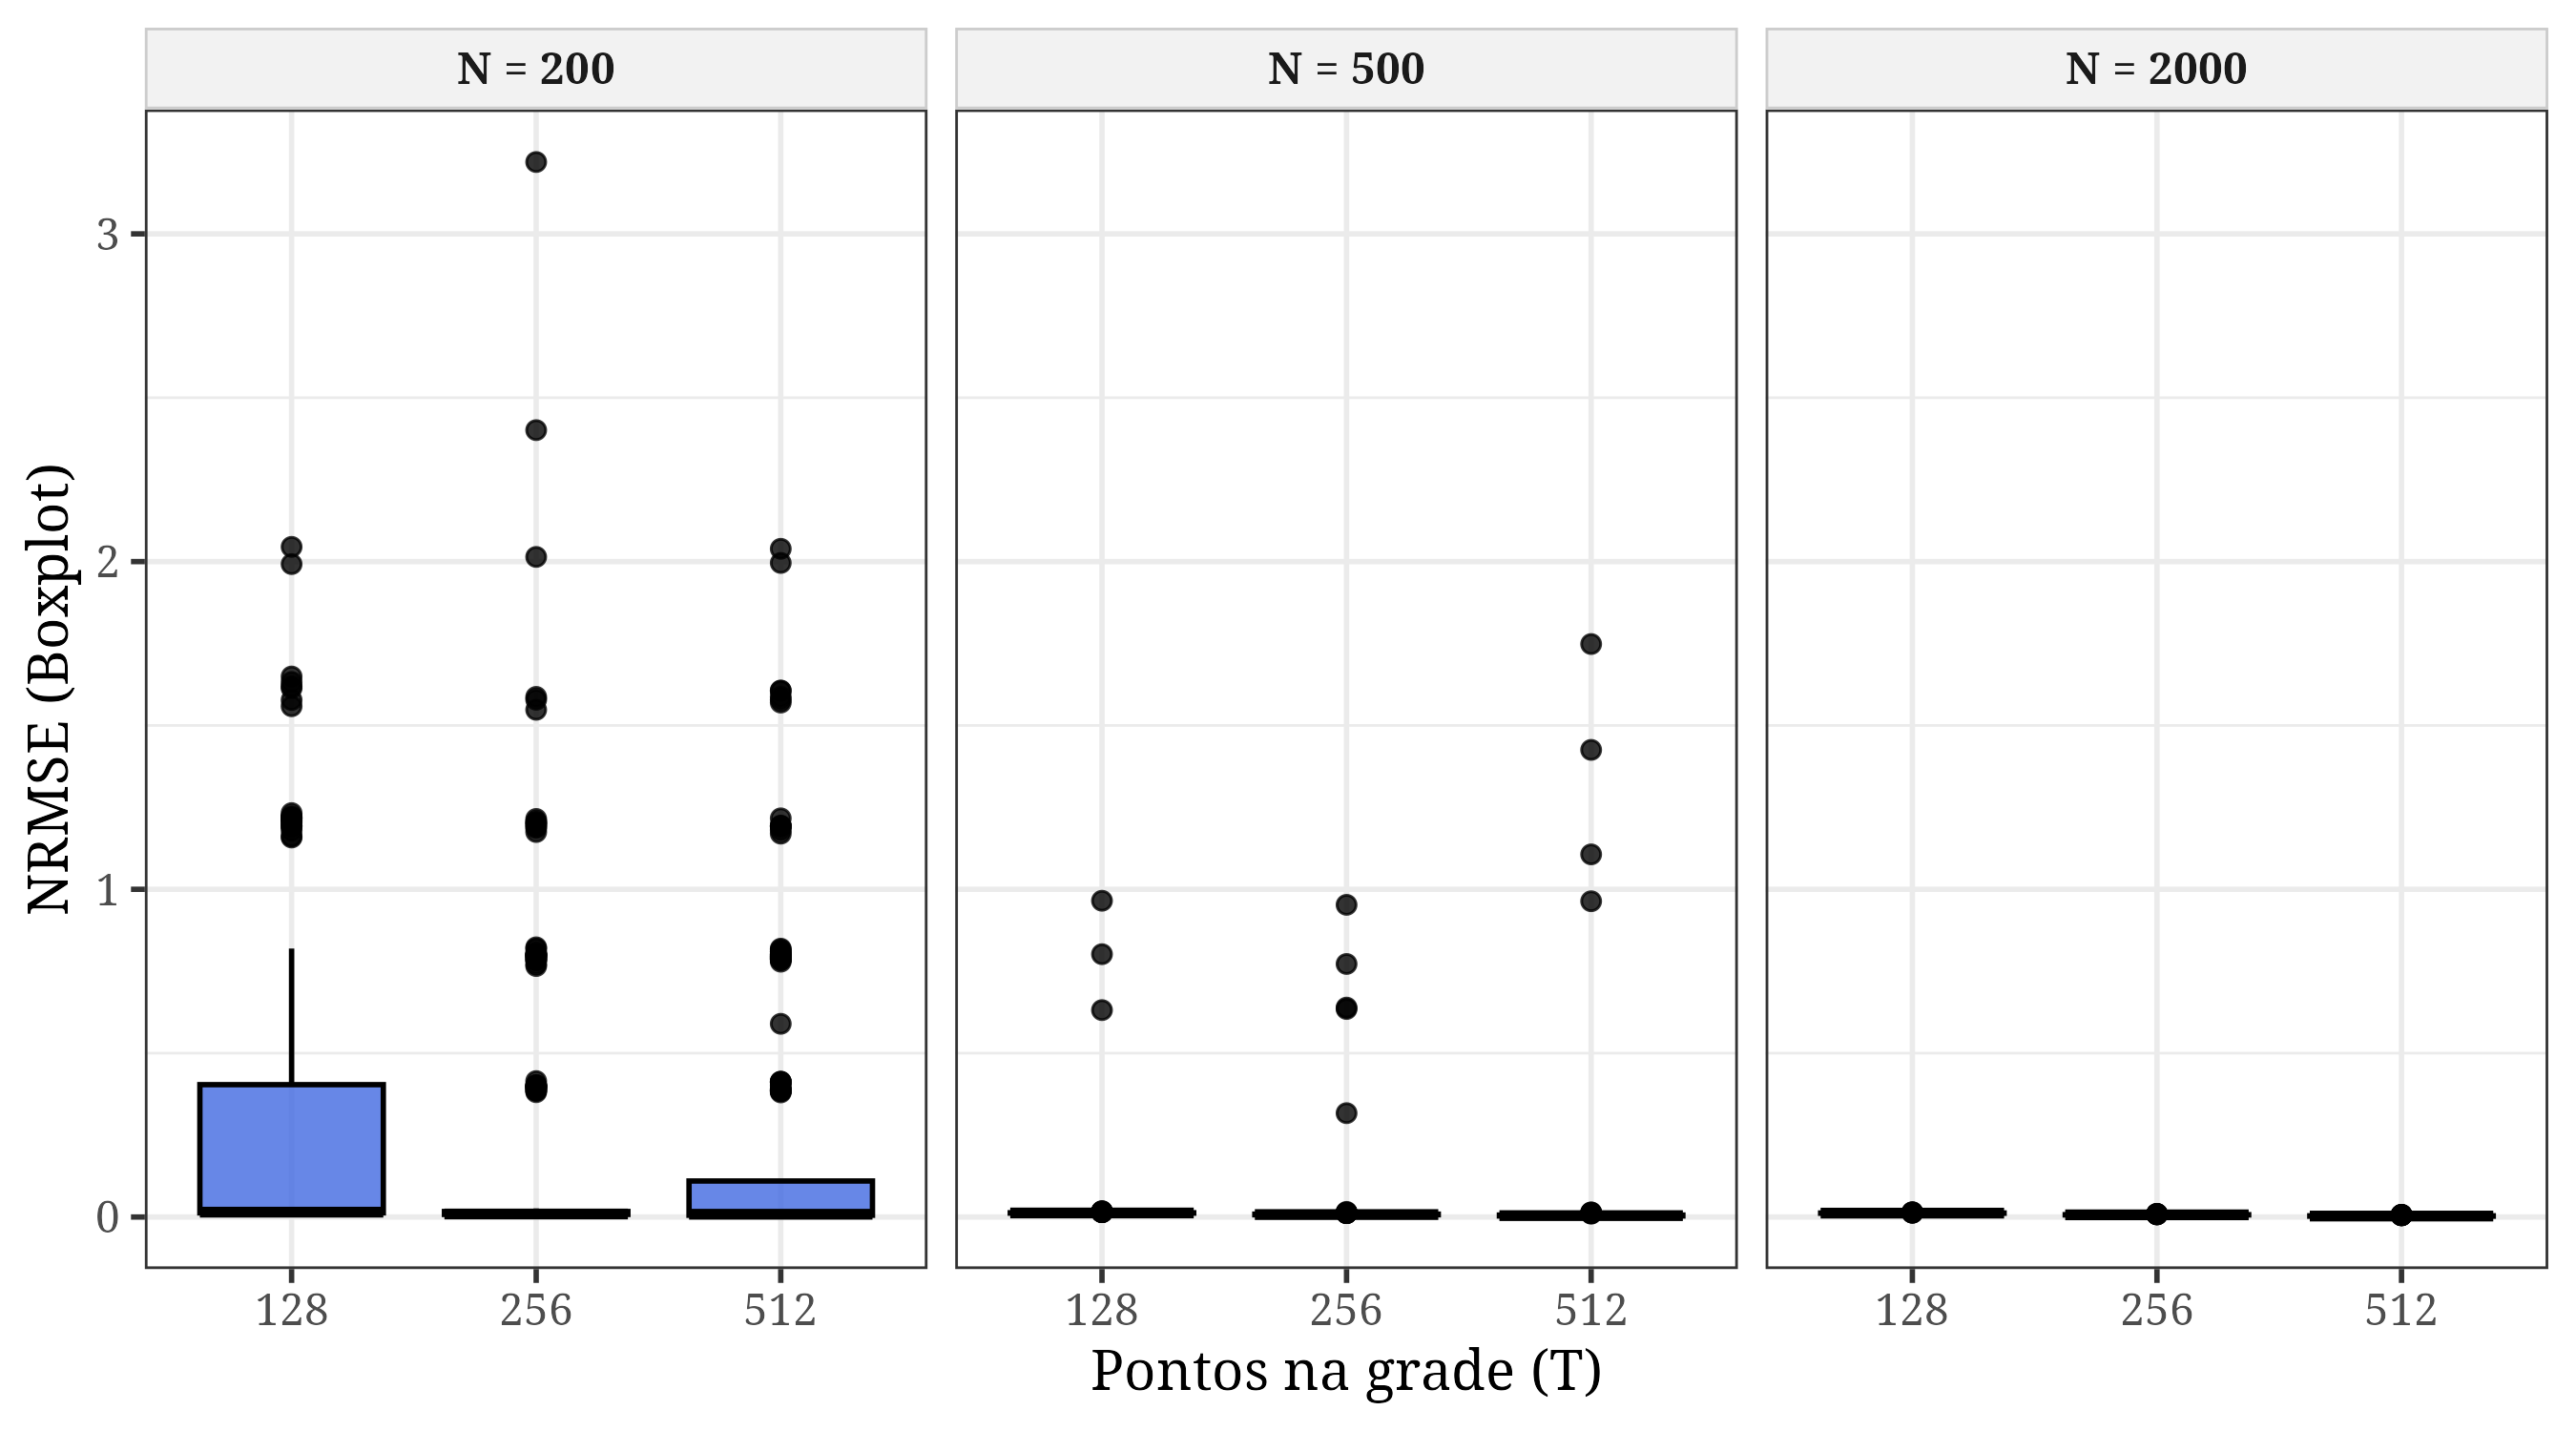 N = 200
N = 500
N = 2000
NRMSE (Boxplot)
3
2
1
0
128 256 512
128 256 512
128 256 512
Pontos na grade (T)